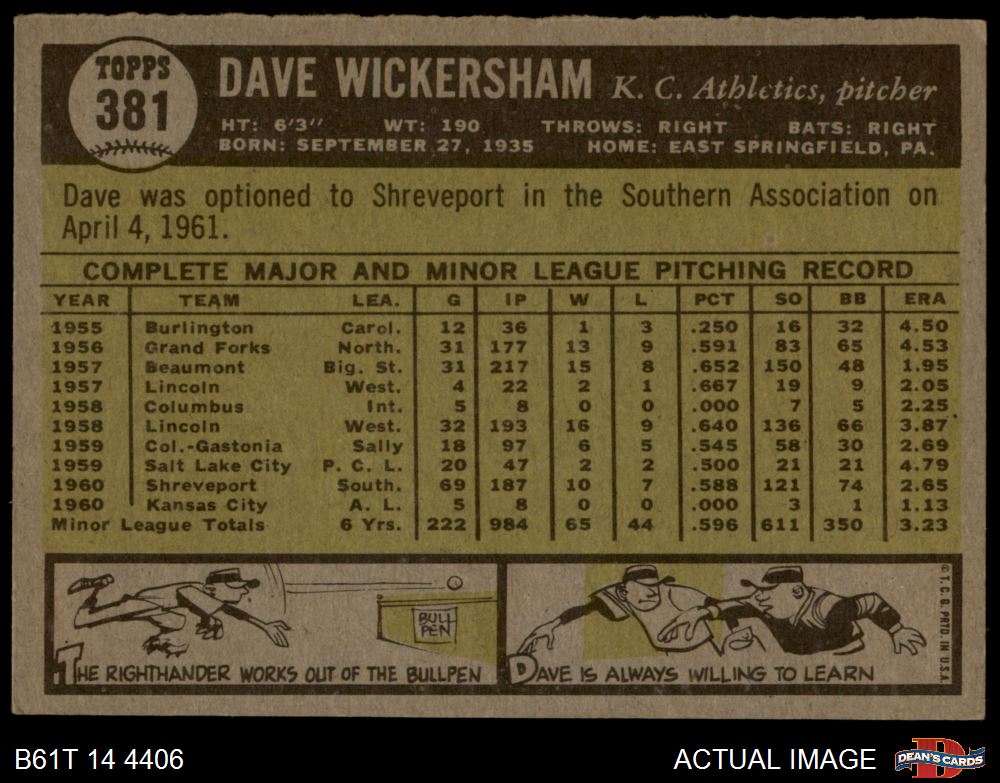 TOPPS
381
DAVE WICKERSHAM K. C. Athletics, pitcher
HT: 6'3" WT: 190 THROWS: RIGHT BATS: RIGHT
BORN: SEPTEMBER 27, 1935 HOME: EAST SPRINGFIELD, PA.
Dave was optioned to Shreveport in the Southern Association on
April 4, 1961.
COMPLETE MAJOR AND MINOR LEAGUE PITCHING RECORD
YEAR TEAM LEA. G IP W L PCT SO BB ERA
1955 Burlington Carol. 12 36 1 3 .250 16 32 4.50
1956 Grand Forks North. 31 177 13 9 .591 83 65 4.53
1957 Beaumont Big. St. 31 217 15 8 .652 150 48 1.95
1957 Lincoln West. 4 22 2 1 .667 19 9 2.05
1958 Columbus Int. 5 8 0 0 .000 7 5 2.25
1958 Lincoln West. 32 193 16 9 .640 136 66 3.87
1959 Col.-Gastonia Sally 18 97 6 5 .545 58 30 2.69
1959 Salt Lake City P. C. L. 20 47 2 2 .500 21 21 4.79
1960 Shreveport South. 69 187 10 7 .588 121 74 2.65
1960 Kansas City A. L. 5 8 0 0 .000 3 1 1.13
Minor League Totals 6 Yrs. 222 984 65 44 .596 611 350 3.23
BULL
PEN
THE RIGHTHANDER WORKS OUT OF THE BULLPEN
DAVE IS ALWAYS WILLING TO LEARN
© T. C. G. PRTD. IN U.S.A.
B61T 14 4406
ACTUAL IMAGE
D
DEAN'S CARDS